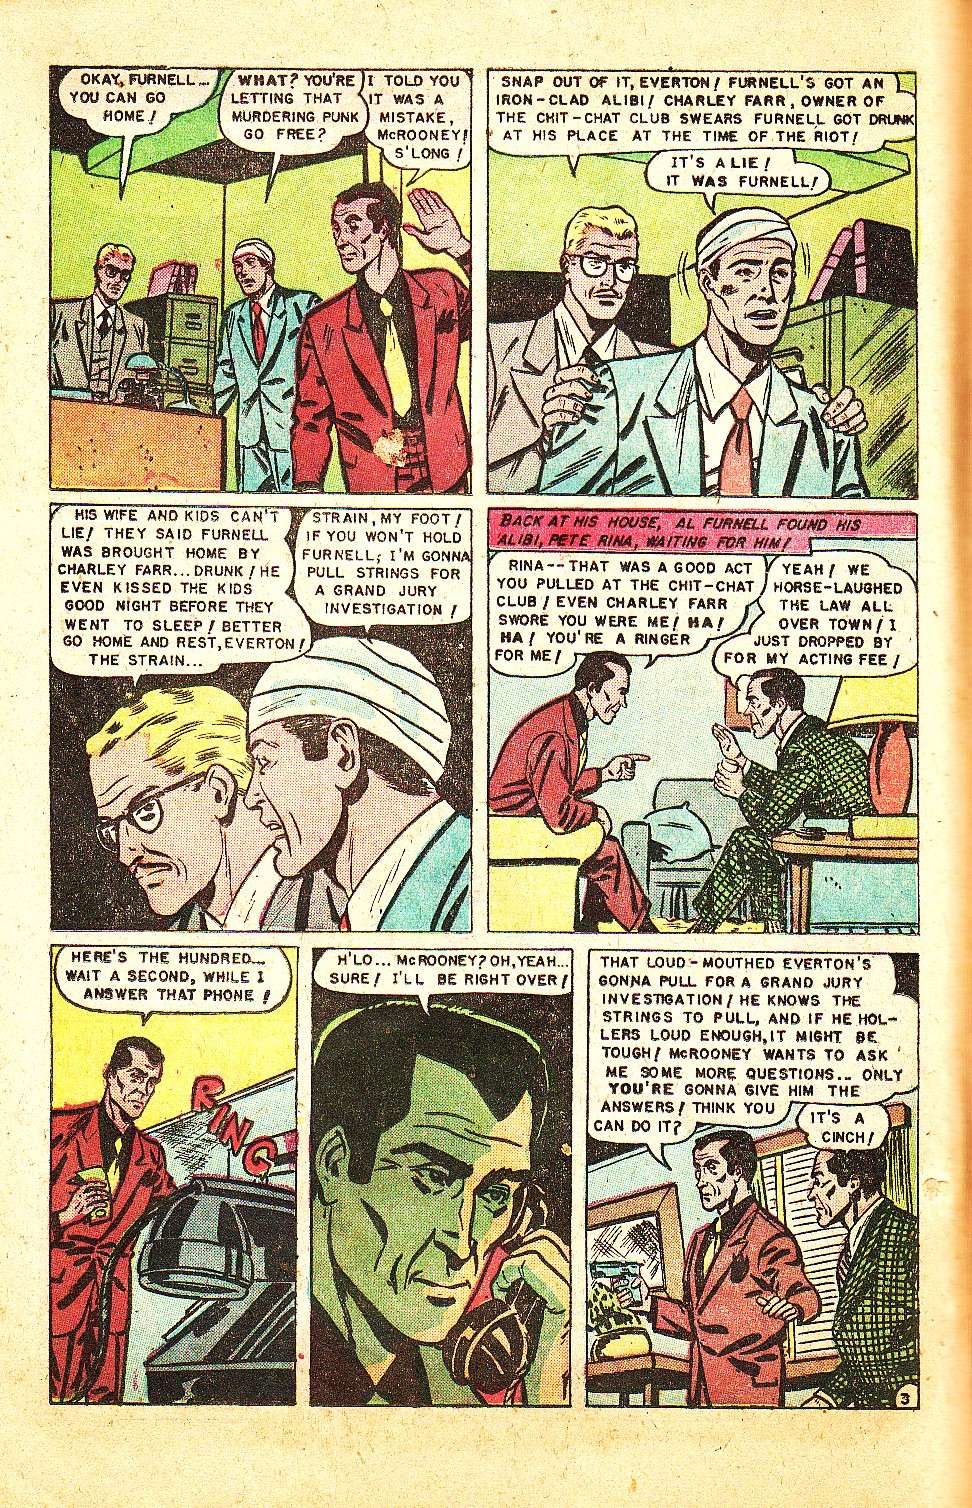 OKAY, FURNELL...
YOU CAN GO
HOME!
WHAT? YOU'RE
LETTING THAT
MURDERING PUNK
GO FREE?
I TOLD YOU
IT WAS A
MISTAKE,
McROONEY!
S'LONG!
SNAP OUT OF IT, EVERTON! FURNELL'S GOT AN
IRON-CLAD ALIBI! CHARLEY FARR, OWNER OF
THE CHIT-CHAT CLUB SWEARS FURNELL GOT DRUNK
AT HIS PLACE AT THE TIME OF THE RIOT!
IT'S A LIE!
IT WAS FURNELL!
HIS WIFE AND KIDS CAN'T
LIE! THEY SAID FURNELL
WAS BROUGHT HOME BY
CHARLEY FARR... DRUNK! HE
EVEN KISSED THE KIDS
GOOD NIGHT BEFORE THEY
WENT TO SLEEP! BETTER
GO HOME AND REST, EVERTON!
THE STRAIN...
STRAIN, MY FOOT!
IF YOU WON'T HOLD
FURNELL; I'M GONNA
PULL STRINGS FOR
A GRAND JURY
INVESTIGATION!
BACK AT HIS HOUSE, AL FURNELL FOUND HIS
ALIBI, PETE RINA, WAITING FOR HIM!
RINA-- THAT WAS A GOOD ACT
YOU PULLED AT THE CHIT-CHAT
CLUB! EVEN CHARLEY FARR
SWORE YOU WERE ME! HA!
HA! YOU'RE A RINGER
FOR ME!
YEAH! WE
HORSE-LAUGHED
THE LAW ALL
OVER TOWN! I
JUST DROPPED BY
FOR MY ACTING FEE!
HERE'S THE HUNDRED...
WAIT A SECOND, WHILE I
ANSWER THAT PHONE!
RING
H'LO... McROONEY? OH, YEAH...
SURE! I'LL BE RIGHT OVER!
THAT LOUD-MOUTHED EVERTON'S
GONNA PULL FOR A GRAND JURY
INVESTIGATION! HE KNOWS THE
STRINGS TO PULL, AND IF HE HOL-
LERS LOUD ENOUGH, IT MIGHT BE
TOUGH! McROONEY WANTS TO ASK
ME SOME MORE QUESTIONS... ONLY
YOU'RE GONNA GIVE HIM THE
ANSWERS! THINK YOU
CAN DO IT?
IT'S A
CINCH!
3